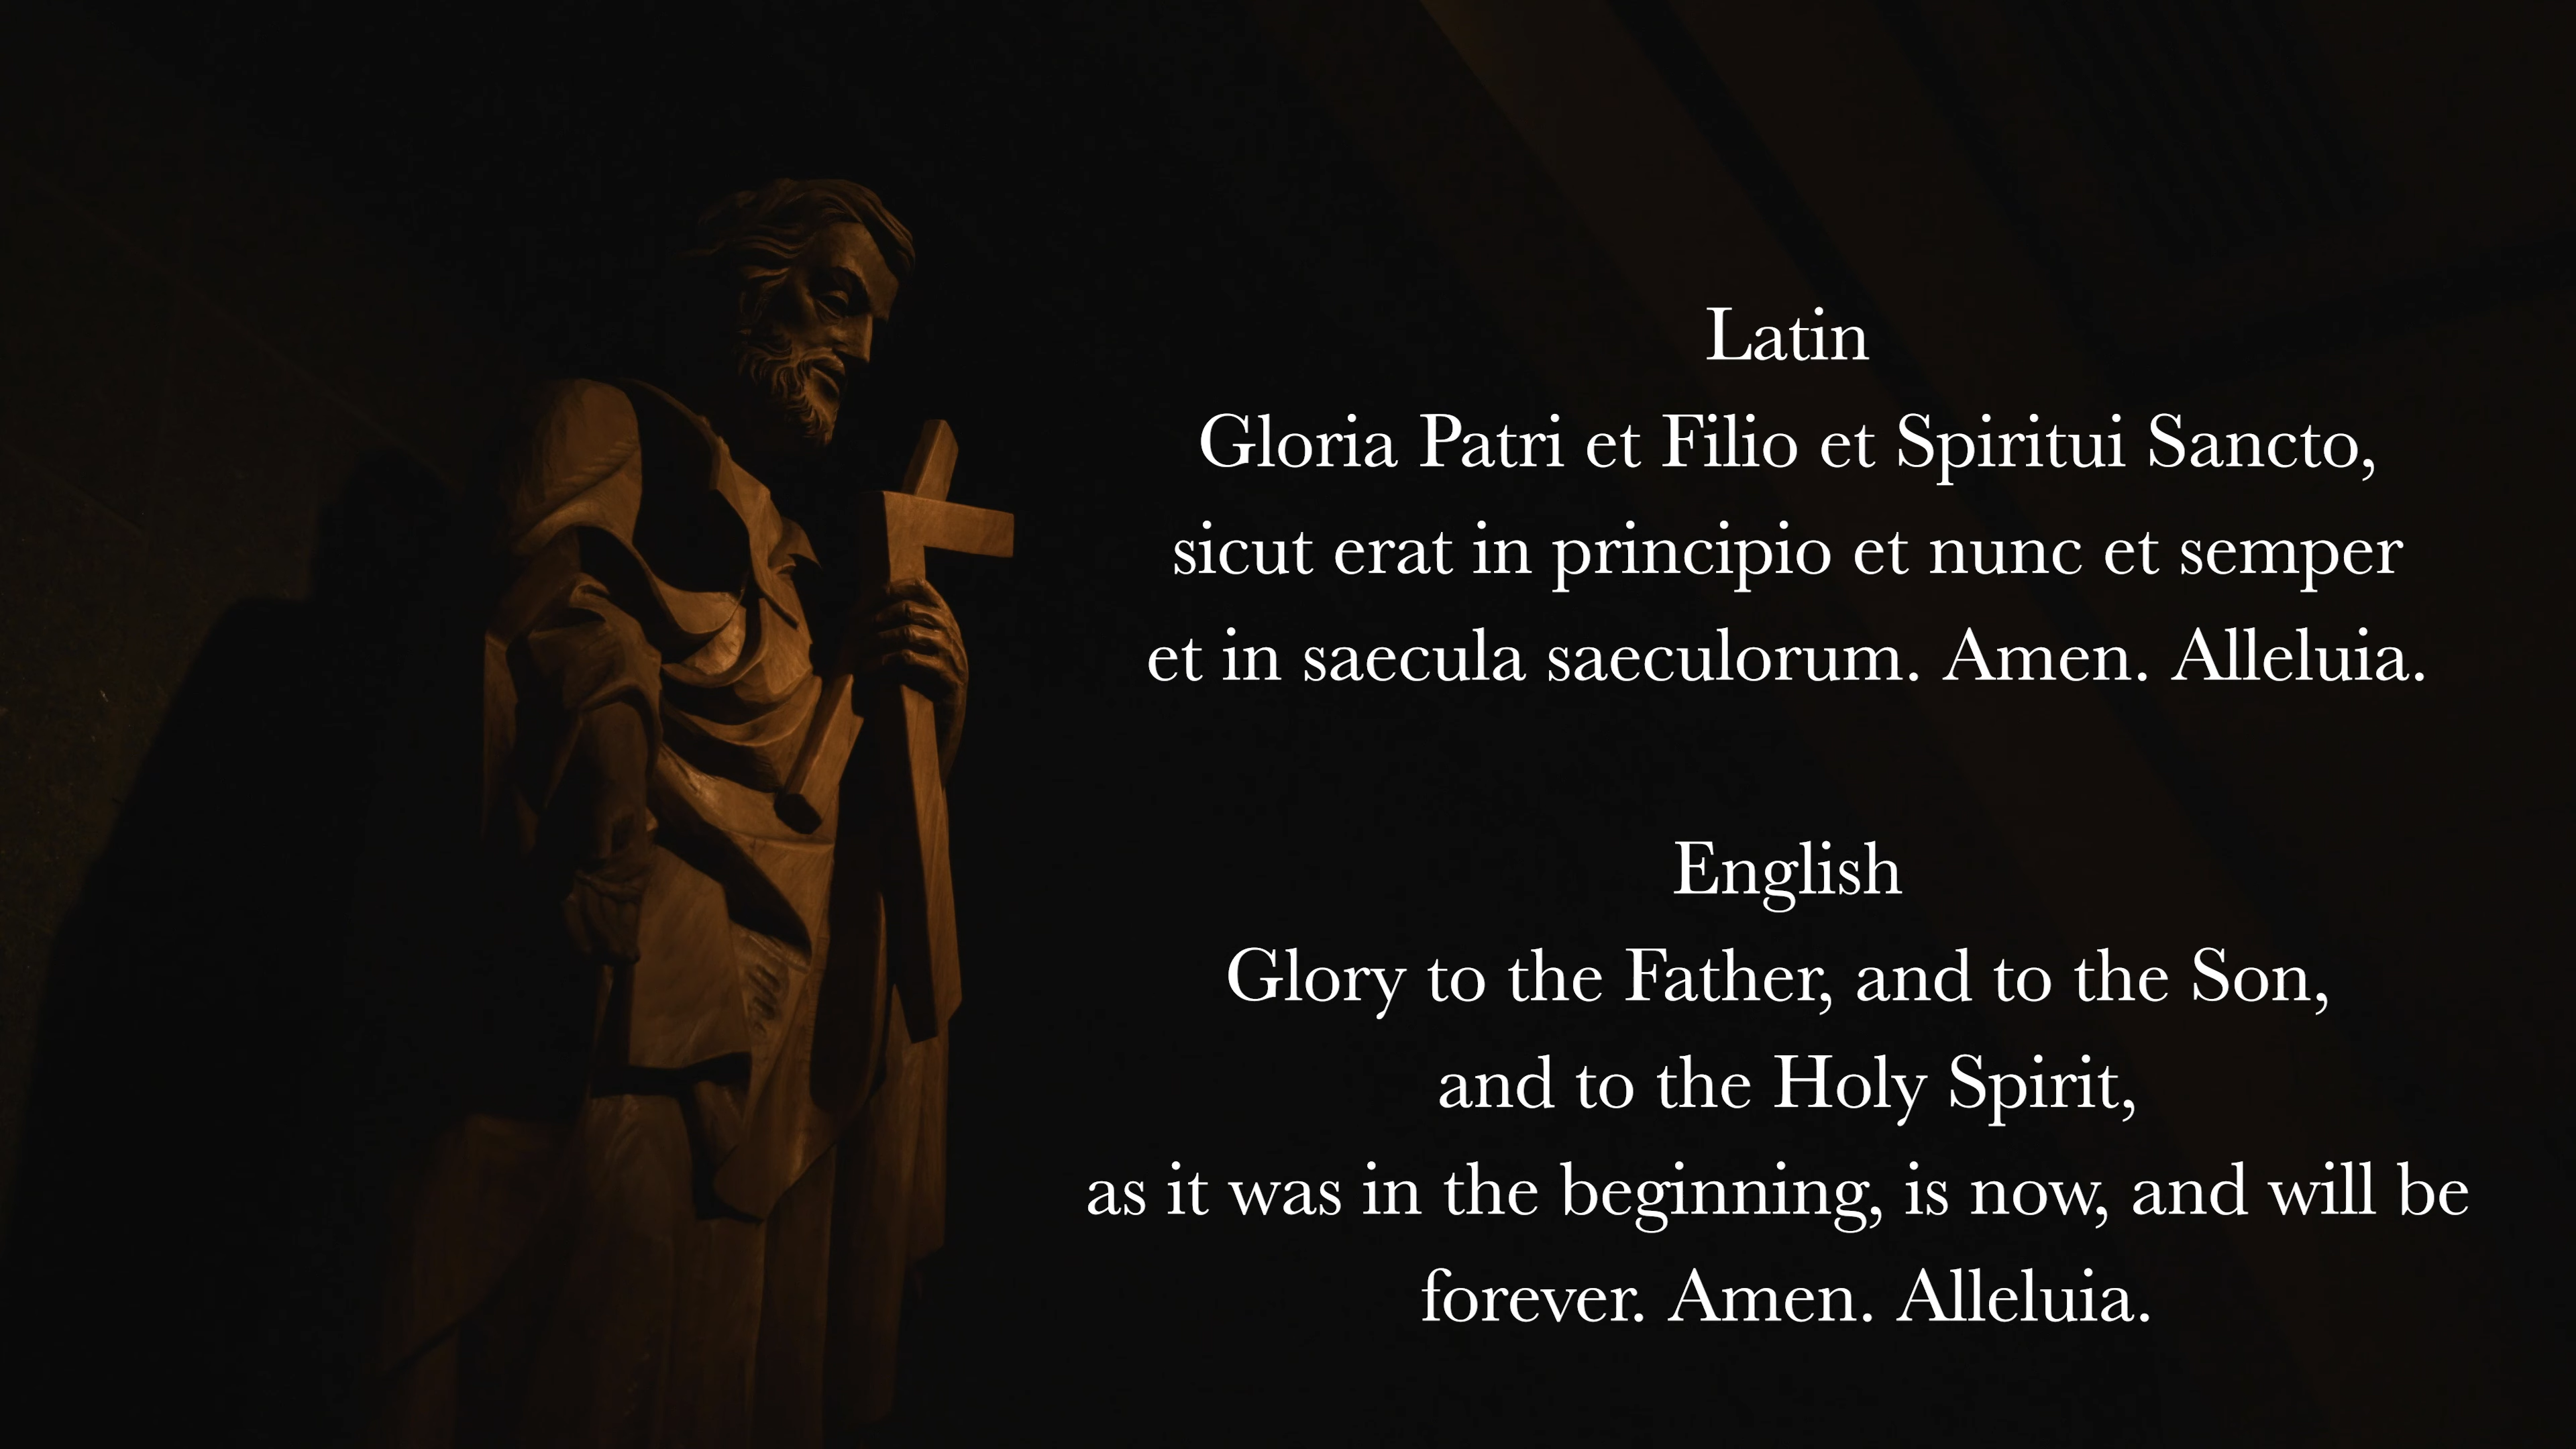 Latin
Gloria Patri et Filio et Spiritui Sancto,
sicut erat in principio et nunc et semper
et in saecula saeculorum. Amen. Alleluia.
English
Glory to the Father, and to the Son,
and to the Holy Spirit,
as it was in the beginning, is now, and will be
forever. Amen. Alleluia.